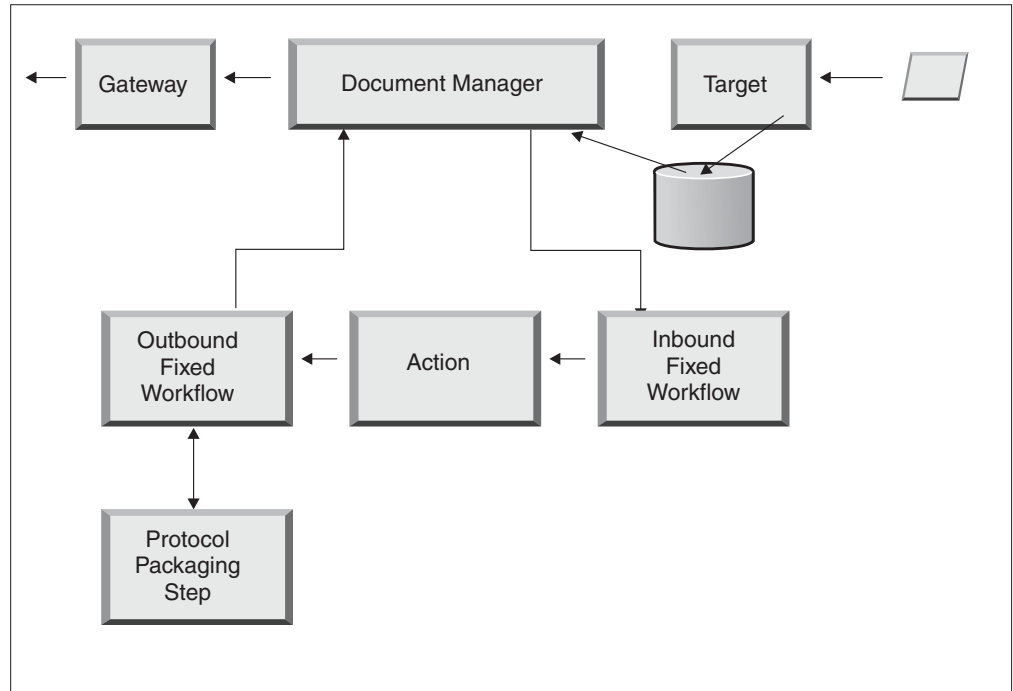 Gateway
Document Manager
Target
Outbound
Fixed
Workflow
Action
Inbound
Fixed
Workflow
Protocol
Packaging
Step